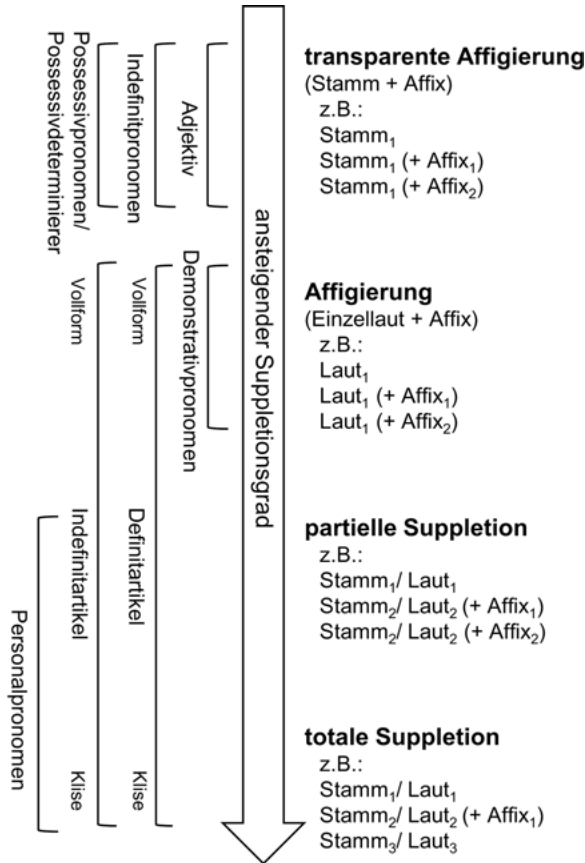 Possessivpronomen/
Possessivdeterminierer
Indefinitpronomen
Adjektiv
Vollform
Vollform
Demonstrativpronomen
Indefinitartikel
Definitartikel
Personalpronomen
Klise
Klise
ansteigender Suppletionsgrad
transparente Affigierung
(Stamm + Affix)
z.B.:
Stamm₁
Stamm₁ (+ Affix₁)
Stamm₁ (+ Affix₂)
Affigierung
(Einzellaut + Affix)
z.B.:
Laut₁
Laut₁ (+ Affix₁)
Laut₁ (+ Affix₂)
partielle Suppletion
z.B.:
Stamm₁/ Laut₁
Stamm₂/ Laut₂ (+ Affix₁)
Stamm₂/ Laut₂ (+ Affix₂)
totale Suppletion
z.B.:
Stamm₁/ Laut₁
Stamm₂/ Laut₂ (+ Affix₁)
Stamm₃/ Laut₃